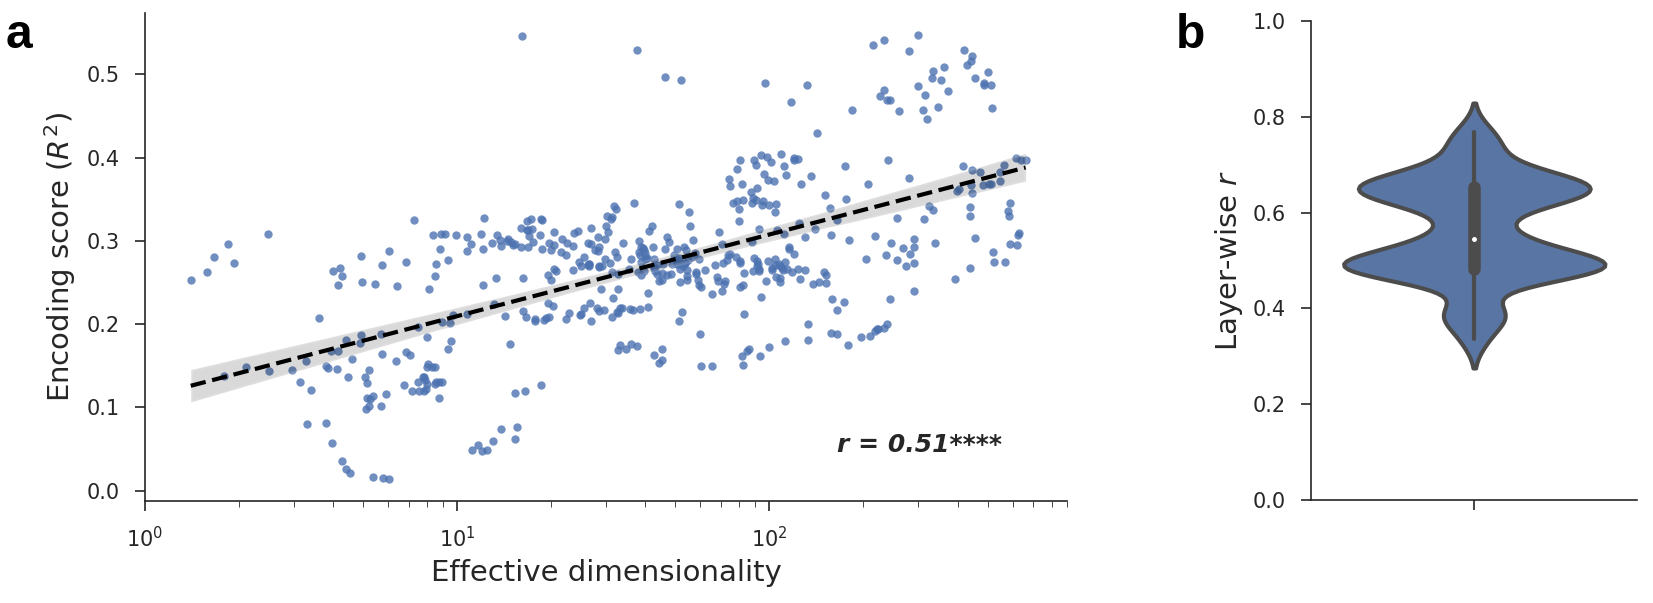 a
Encoding score (R²)
0.5
0.4
0.3
0.2
0.1
0.0
r = 0.51****
10⁰
10¹
10²
Effective dimensionality
b
Layer-wise r
1.0
0.8
0.6
0.4
0.2
0.0